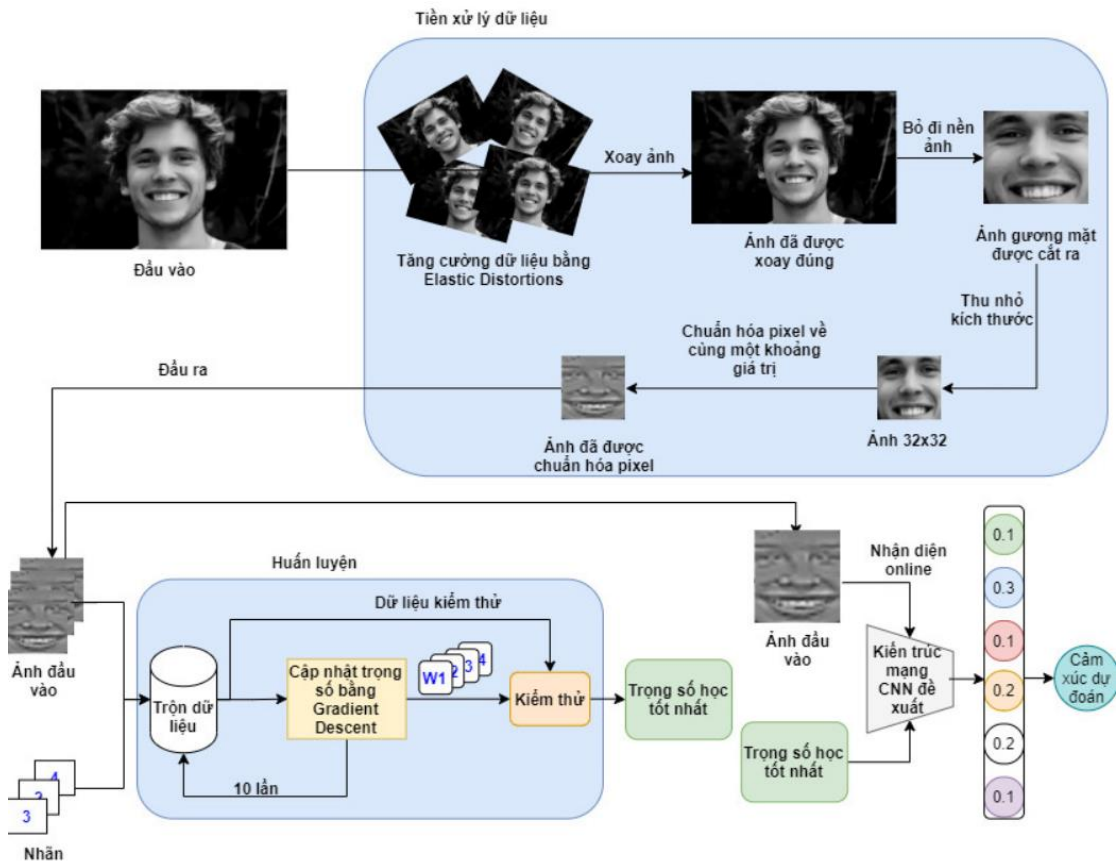 Tiền xử lý dữ liệu
Đầu vào
Tăng cường dữ liệu bằng
Elastic Distortions
Xoay ảnh
Ảnh đã được
xoay đúng
Bỏ đi nền
ảnh
Ảnh gương mặt
được cắt ra
Thu nhỏ
kích thước
Ảnh 32x32
Chuẩn hóa pixel về
cùng một khoảng
giá trị
Ảnh đã được
chuẩn hóa pixel
Đầu ra
Ảnh đầu
vào
Nhãn
3
2
4
Huấn luyện
Trộn dữ
liệu
Dữ liệu kiểm thử
Cập nhật trọng
số bằng
Gradient
Descent
10 lần
W1
2
3
4
Kiểm thử
Trọng số học
tốt nhất
Ảnh đầu
vào
Nhận diện
online
Trọng số học
tốt nhất
Kiến trúc
mạng
CNN đề
xuất
0.1
0.3
0.1
0.2
0.2
0.1
Cảm
xúc dự
đoán